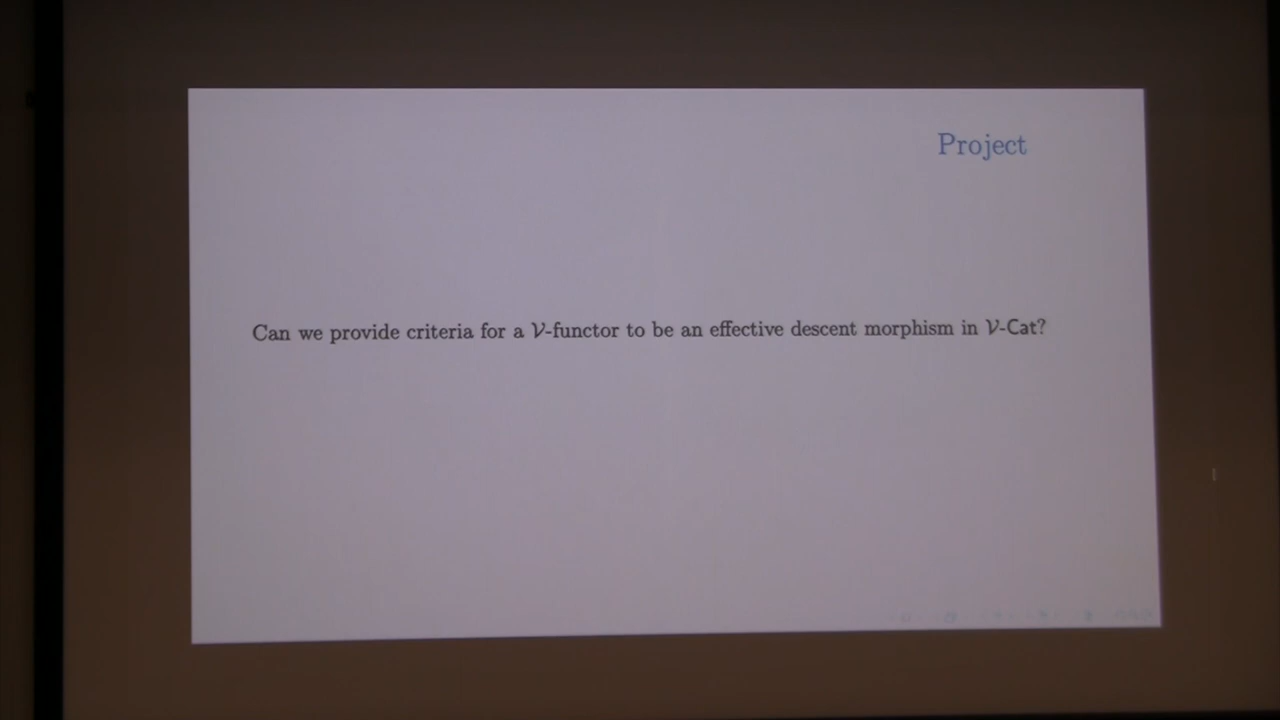 Project
Can we provide criteria for a 𝒱-functor to be an effective descent morphism in 𝒱-Cat?